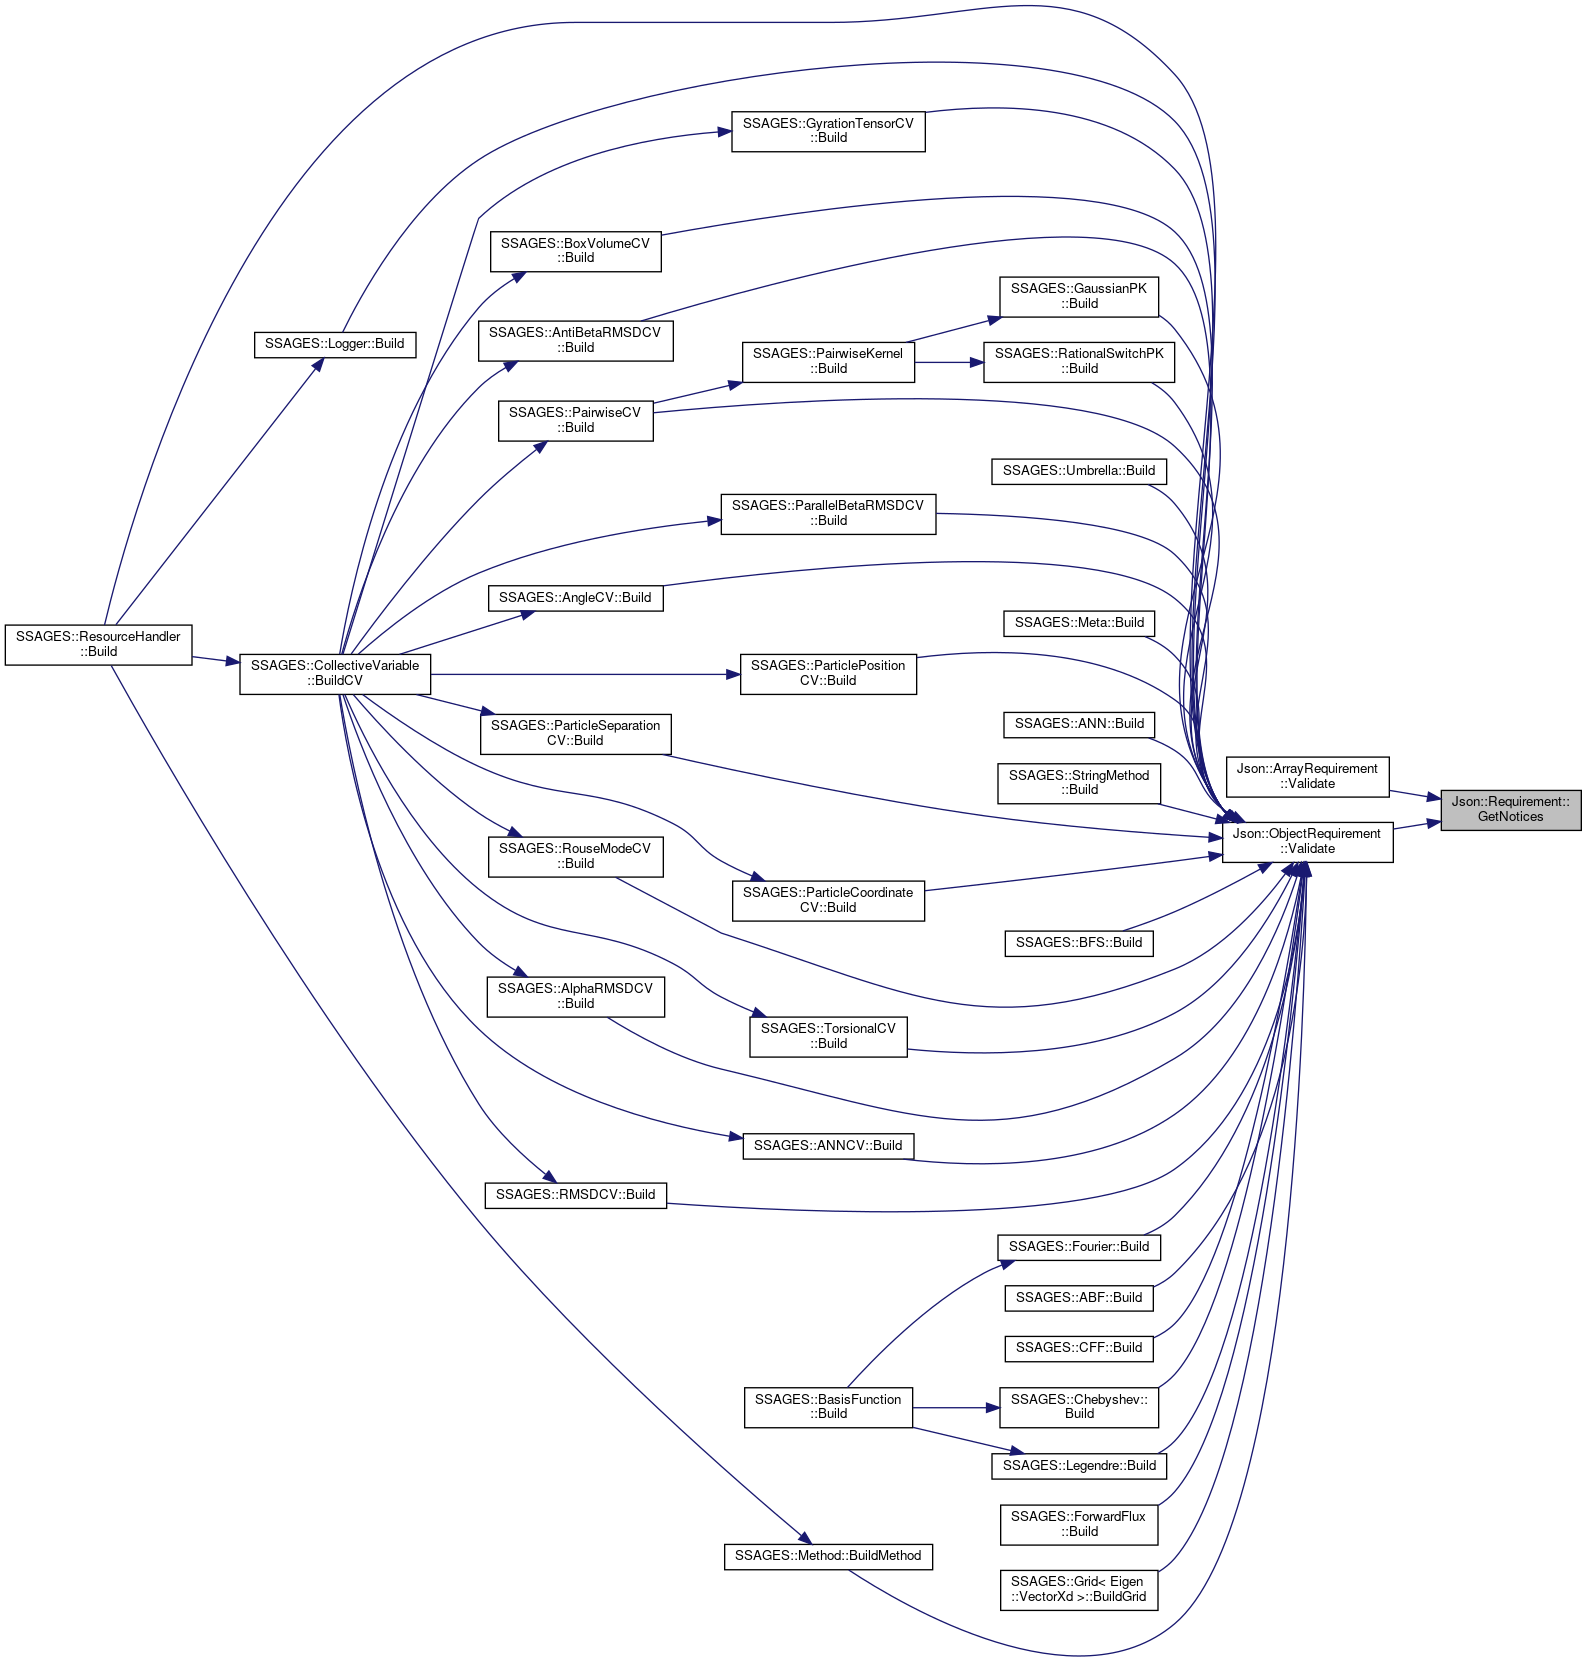 SSAGES::GyrationTensorCV
::Build
SSAGES::BoxVolumeCV
::Build
SSAGES::GaussianPK
::Build
SSAGES::AntiBetaRMSDCV
::Build
SSAGES::Logger::Build
SSAGES::PairwiseKernel
::Build
SSAGES::RationalSwitchPK
::Build
SSAGES::PairwiseCV
::Build
SSAGES::Umbrella::Build
SSAGES::ParallelBetaRMSDCV
::Build
SSAGES::AngleCV::Build
SSAGES::Meta::Build
SSAGES::ResourceHandler
::Build
SSAGES::CollectiveVariable
::BuildCV
SSAGES::ParticlePosition
CV::Build
SSAGES::ParticleSeparation
CV::Build
SSAGES::ANN::Build
SSAGES::StringMethod
::Build
Json::ArrayRequirement
::Validate
Json::Requirement::
GetNotices
Json::ObjectRequirement
::Validate
SSAGES::RouseModeCV
::Build
SSAGES::ParticleCoordinate
CV::Build
SSAGES::BFS::Build
SSAGES::AlphaRMSDCV
::Build
SSAGES::TorsionalCV
::Build
SSAGES::ANNCV::Build
SSAGES::RMSDCV::Build
SSAGES::Fourier::Build
SSAGES::ABF::Build
SSAGES::CFF::Build
SSAGES::BasisFunction
::Build
SSAGES::Chebyshev::
Build
SSAGES::Legendre::Build
SSAGES::ForwardFlux
::Build
SSAGES::Method::BuildMethod
SSAGES::Grid< Eigen
::VectorXd >::BuildGrid